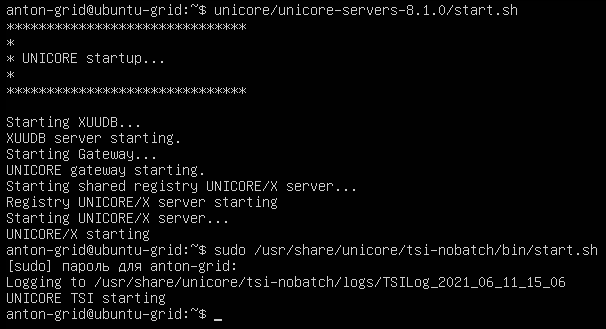 anton-grid@ubuntu-grid:~$ unicore/unicore-servers-8.1.0/start.sh
******************************
*
* UNICORE startup...
*
******************************
Starting XUUDB...
XUUDB server starting.
Starting Gateway...
UNICORE gateway starting.
Starting shared registry UNICORE/X server...
Registry UNICORE/X server starting
Starting UNICORE/X server...
UNICORE/X starting
anton-grid@ubuntu-grid:~$ sudo /usr/share/unicore/tsi-nobatch/bin/start.sh
[sudo] пароль для anton-grid:
Logging to /usr/share/unicore/tsi-nobatch/logs/TSILog_2021_06_11_15_06
UNICORE TSI starting
anton-grid@ubuntu-grid:~$ _